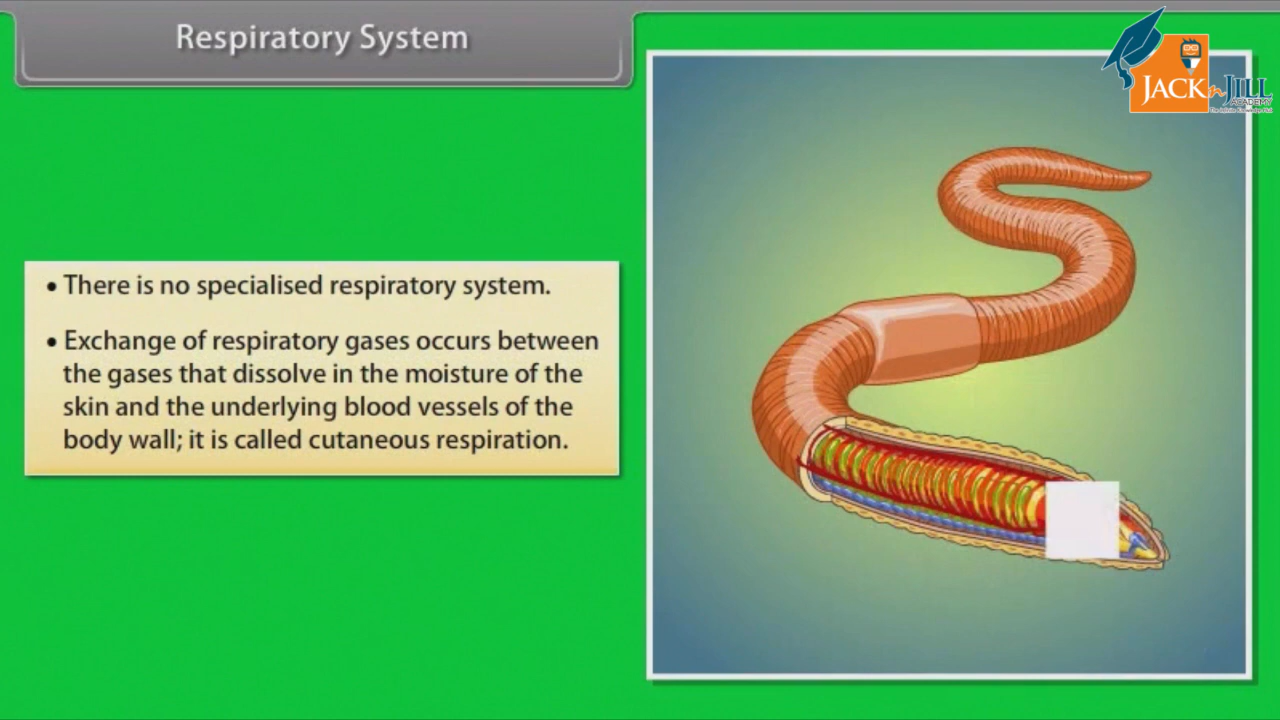 Respiratory System
JACK n JILL
ACADEMY
• There is no specialised respiratory system.
• Exchange of respiratory gases occurs between
the gases that dissolve in the moisture of the
skin and the underlying blood vessels of the
body wall; it is called cutaneous respiration.